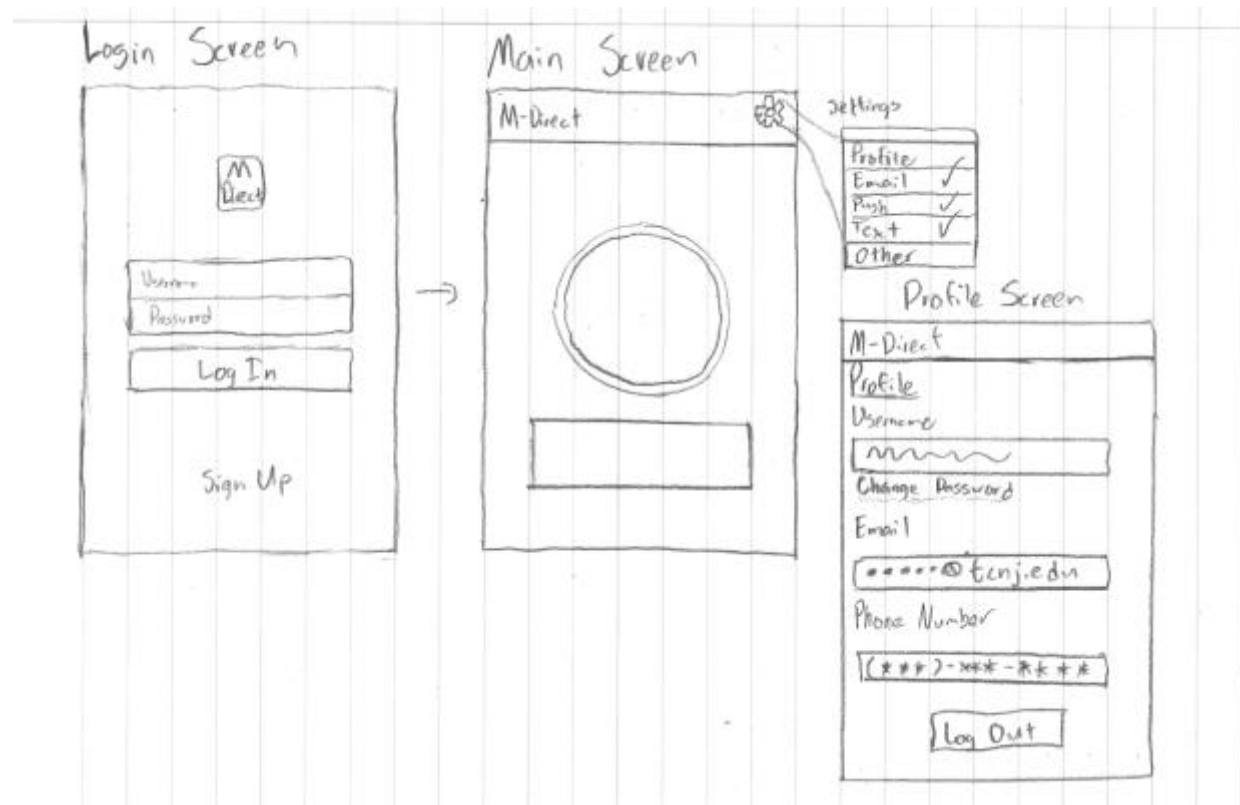 Login Screen
M
Direct
Username
Password
Log In
Sign Up
Main Screen
M-Direct
Settings
Profile
Email ✓
Push ✓
Text ✓
Other
Profile Screen
M-Direct
Profile
Username
Change Password
Email
*****@tcnj.edu
Phone Number
(***)-***-****
Log Out